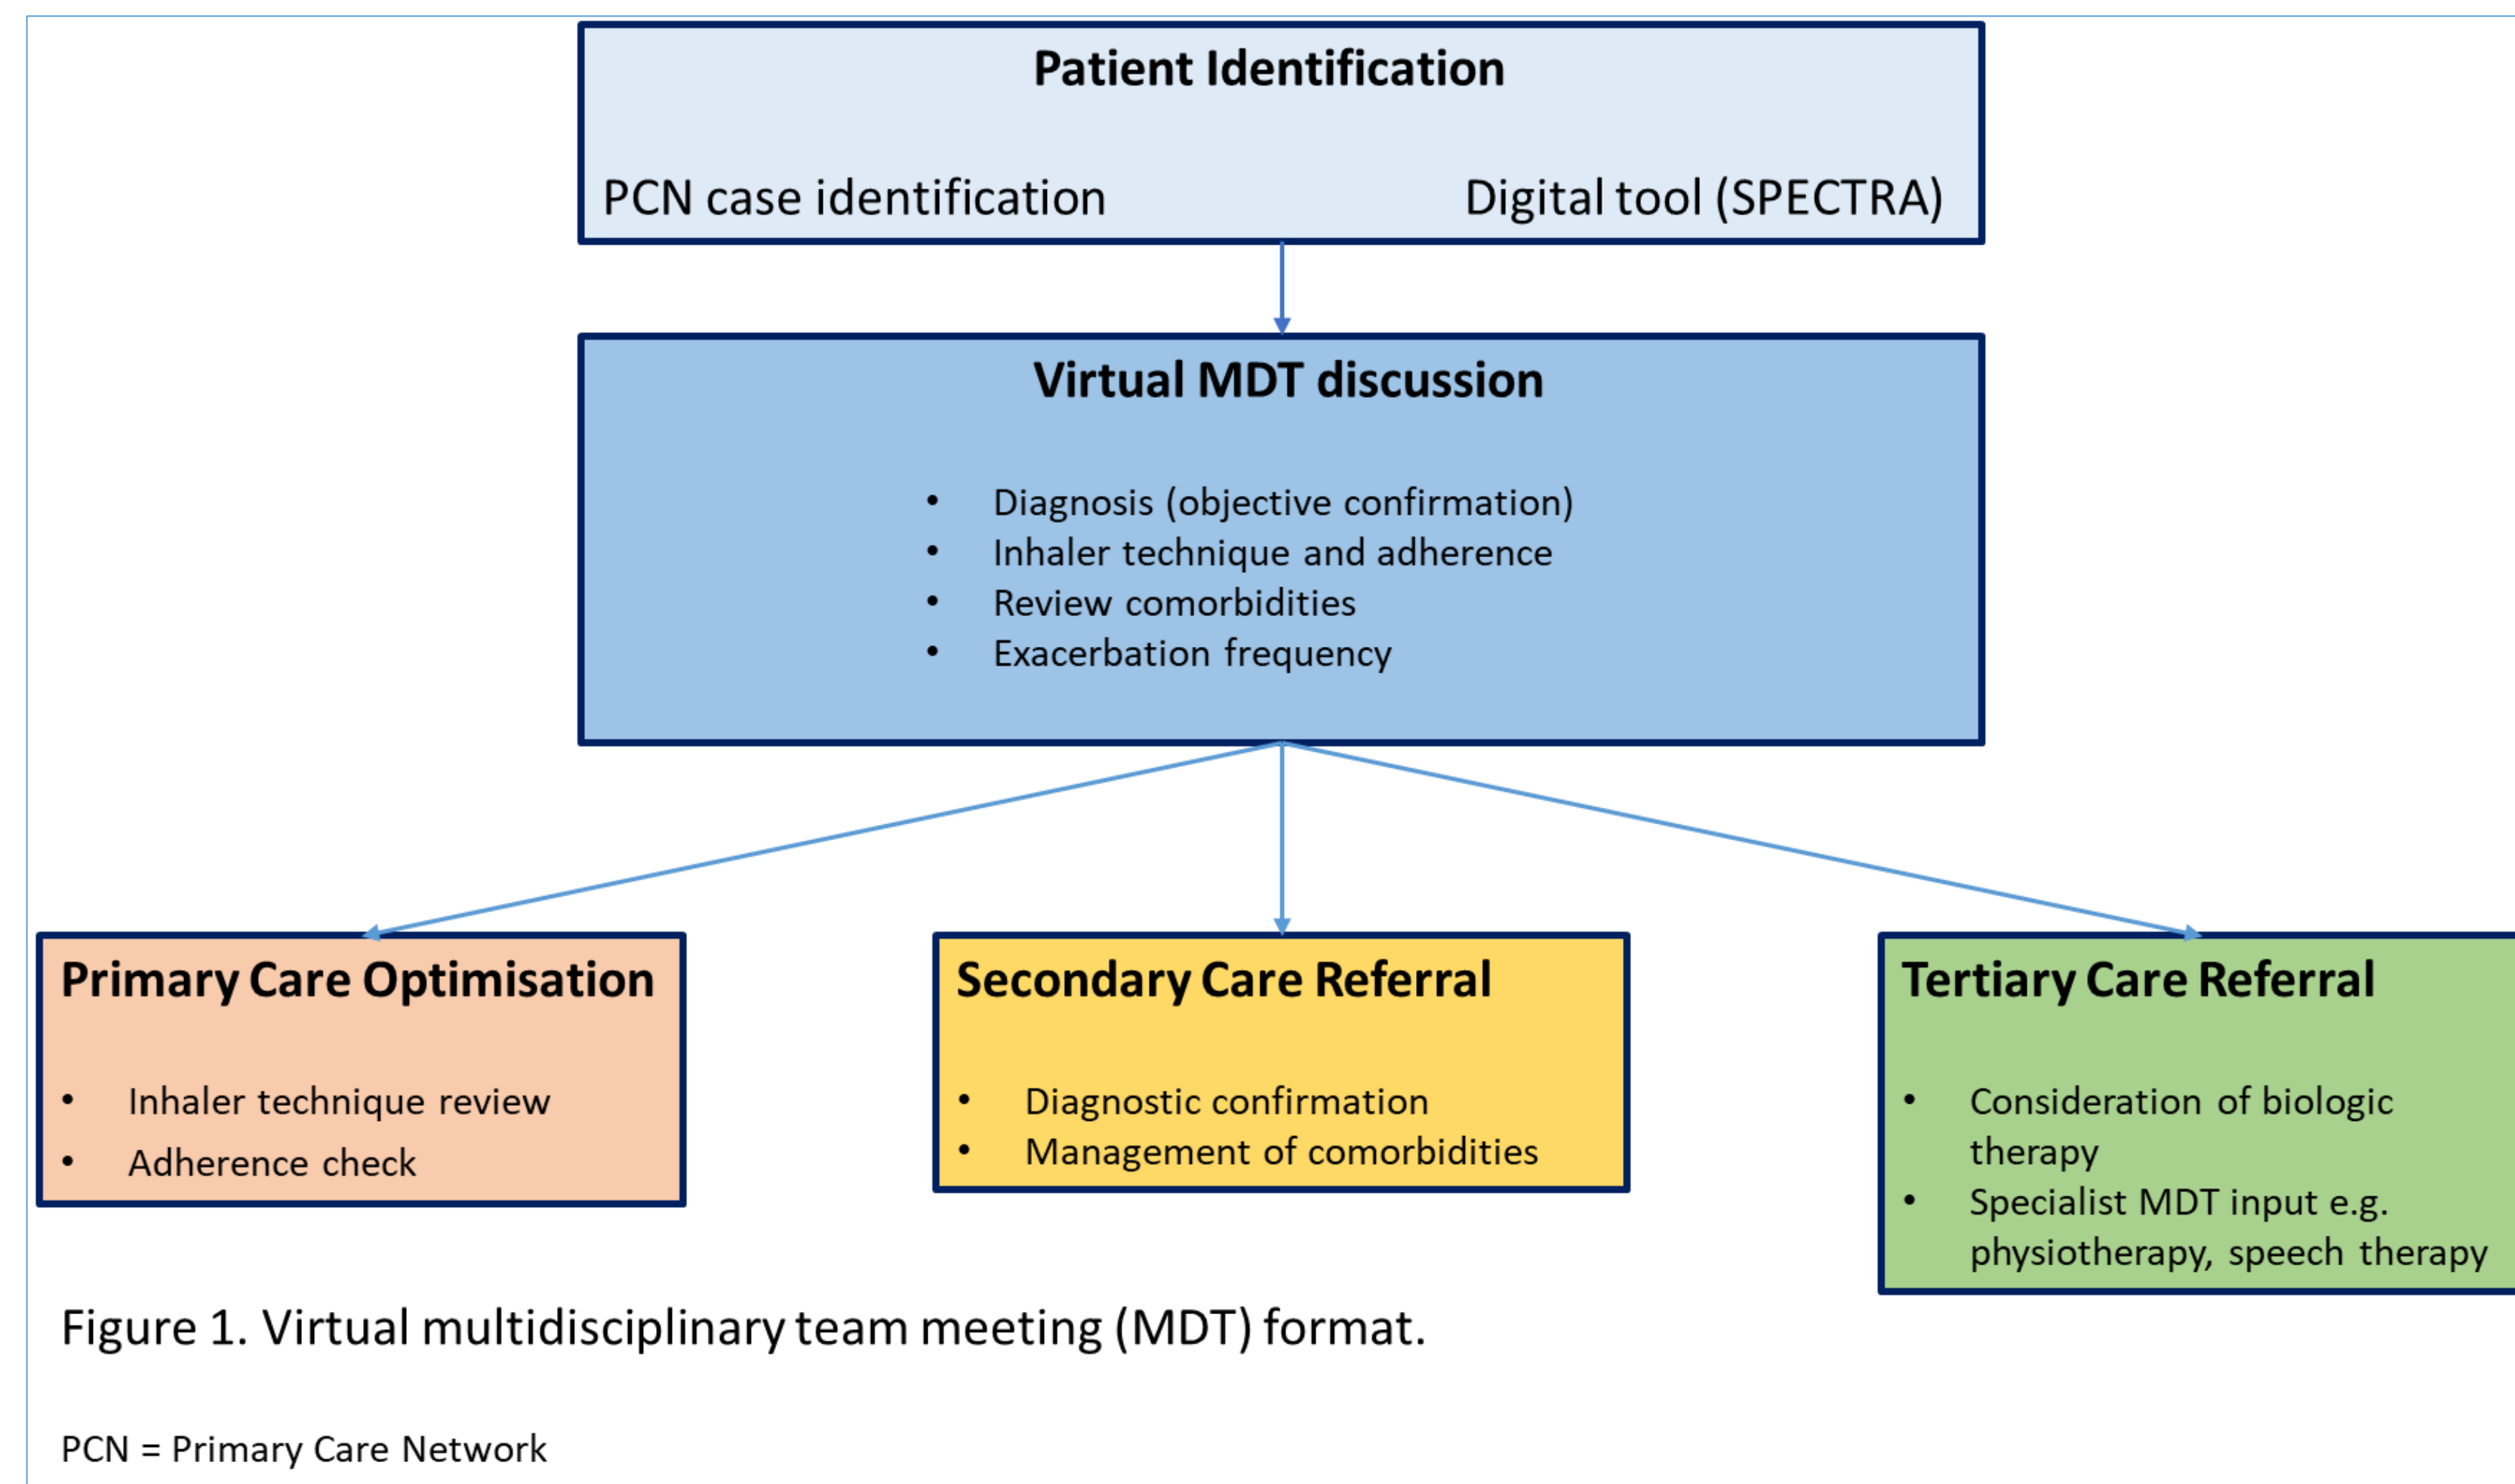 Patient Identification
PCN case identification
Digital tool (SPECTRA)
Virtual MDT discussion
• Diagnosis (objective confirmation)
• Inhaler technique and adherence
• Review comorbidities
• Exacerbation frequency
Primary Care Optimisation
• Inhaler technique review
• Adherence check
Secondary Care Referral
• Diagnostic confirmation
• Management of comorbidities
Tertiary Care Referral
• Consideration of biologic
therapy
• Specialist MDT input e.g.
physiotherapy, speech therapy
Figure 1. Virtual multidisciplinary team meeting (MDT) format.
PCN = Primary Care Network